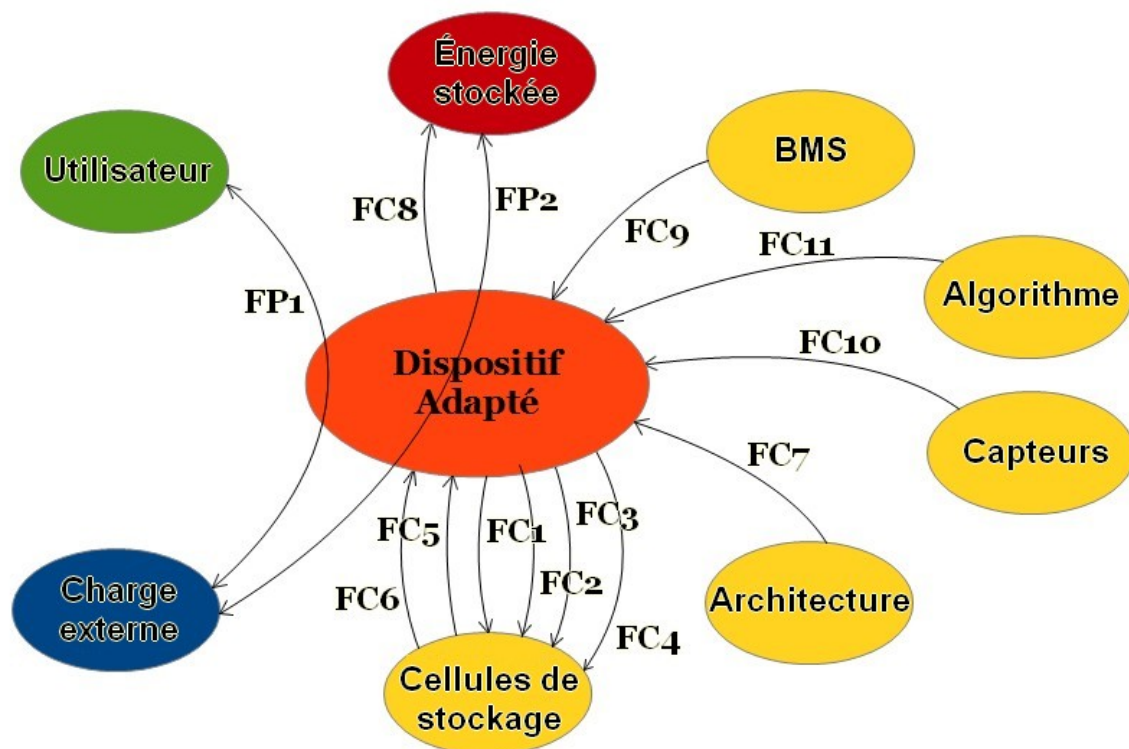 Énergie
stockée
BMS
Utilisateur
FC8
FP2
FC9
FC11
Algorithme
FP1
FC10
Dispositif
Adapté
Capteurs
FC7
FC5
FC1
FC3
FC2
FC6
FC4
Charge
externe
Architecture
Cellules de
stockage